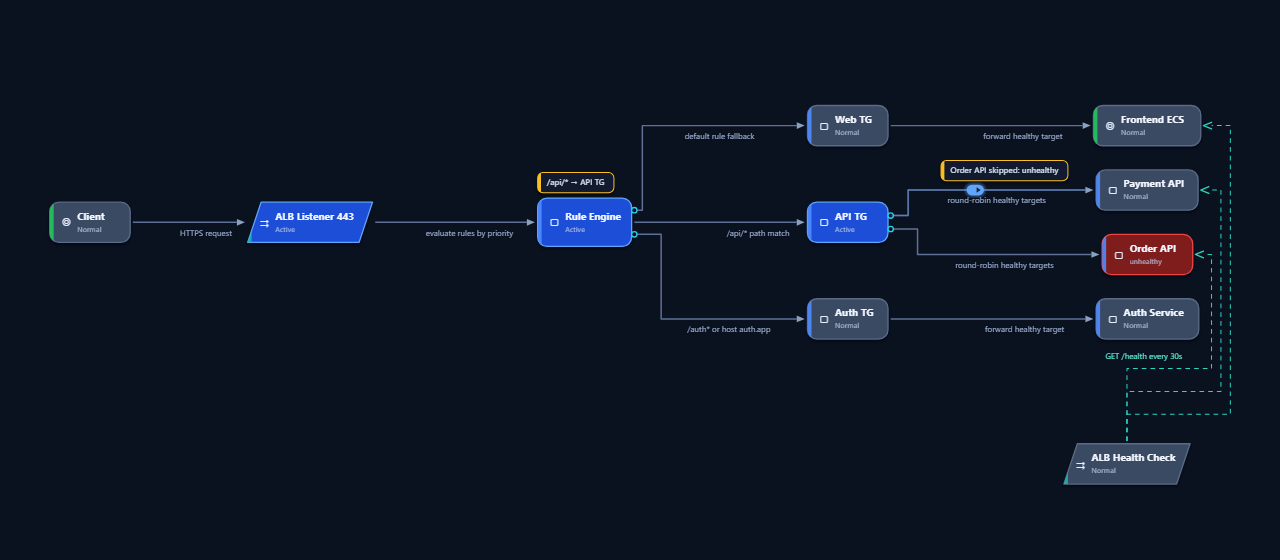 Client
Normal
HTTPS request
ALB Listener 443
Active
evaluate rules by priority
/api/* → API TG
Rule Engine
Active
default rule fallback
/api/* path match
/auth* or host auth.app
Web TG
Normal
forward healthy target
Frontend ECS
Normal
Order API skipped: unhealthy
round-robin healthy targets
Payment API
Normal
API TG
Active
round-robin healthy targets
Order API
unhealthy
Auth TG
Normal
forward healthy target
Auth Service
Normal
GET /health every 30s
ALB Health Check
Normal